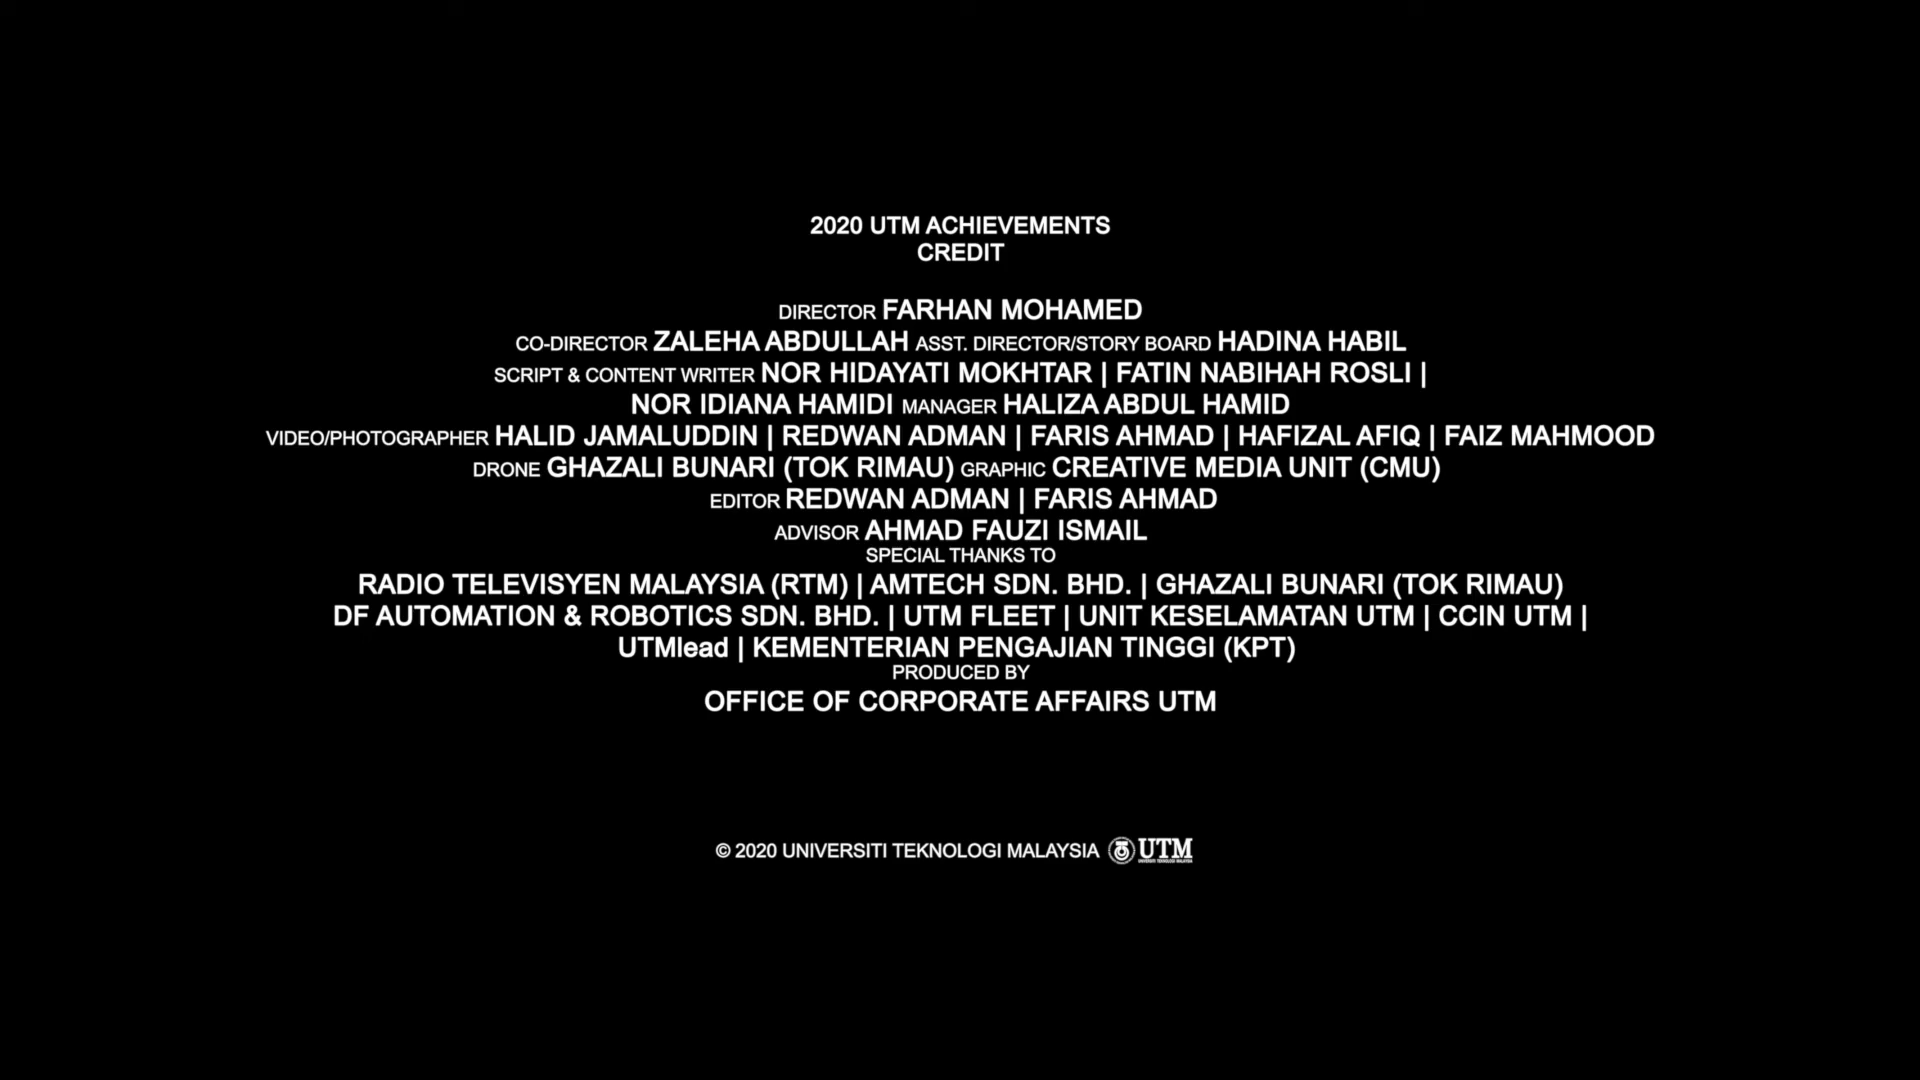 2020 UTM ACHIEVEMENTS
CREDIT
DIRECTOR FARHAN MOHAMED
CO-DIRECTOR ZALEHA ABDULLAH ASST. DIRECTOR/STORY BOARD HADINA HABIL
SCRIPT & CONTENT WRITER NOR HIDAYATI MOKHTAR | FATIN NABIHAH ROSLI |
NOR IDIANA HAMIDI MANAGER HALIZA ABDUL HAMID
VIDEO/PHOTOGRAPHER HALID JAMALUDDIN | REDWAN ADMAN | FARIS AHMAD | HAFIZAL AFIQ | FAIZ MAHMOOD
DRONE GHAZALI BUNARI (TOK RIMAU) GRAPHIC CREATIVE MEDIA UNIT (CMU)
EDITOR REDWAN ADMAN | FARIS AHMAD
ADVISOR AHMAD FAUZI ISMAIL
SPECIAL THANKS TO
RADIO TELEVISYEN MALAYSIA (RTM) | AMTECH SDN. BHD. | GHAZALI BUNARI (TOK RIMAU)
DF AUTOMATION & ROBOTICS SDN. BHD. | UTM FLEET | UNIT KESELAMATAN UTM | CCIN UTM |
UTMlead | KEMENTERIAN PENGAJIAN TINGGI (KPT)
PRODUCED BY
OFFICE OF CORPORATE AFFAIRS UTM
© 2020 UNIVERSITI TEKNOLOGI MALAYSIA UTM
UNIVERSITI TEKNOLOGI MALAYSIA